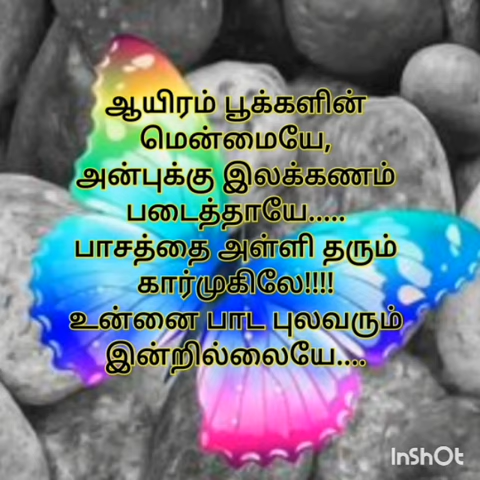 ஆயிரம் பூக்களின்
மென்மையே,
அன்புக்கு இலக்கணம்
படைத்தாயே.....
பாசத்தை அள்ளி தரும்
கார்முகிலே!!!!
உன்னை பாட புலவரும்
இன்றில்லையே....
InShOt